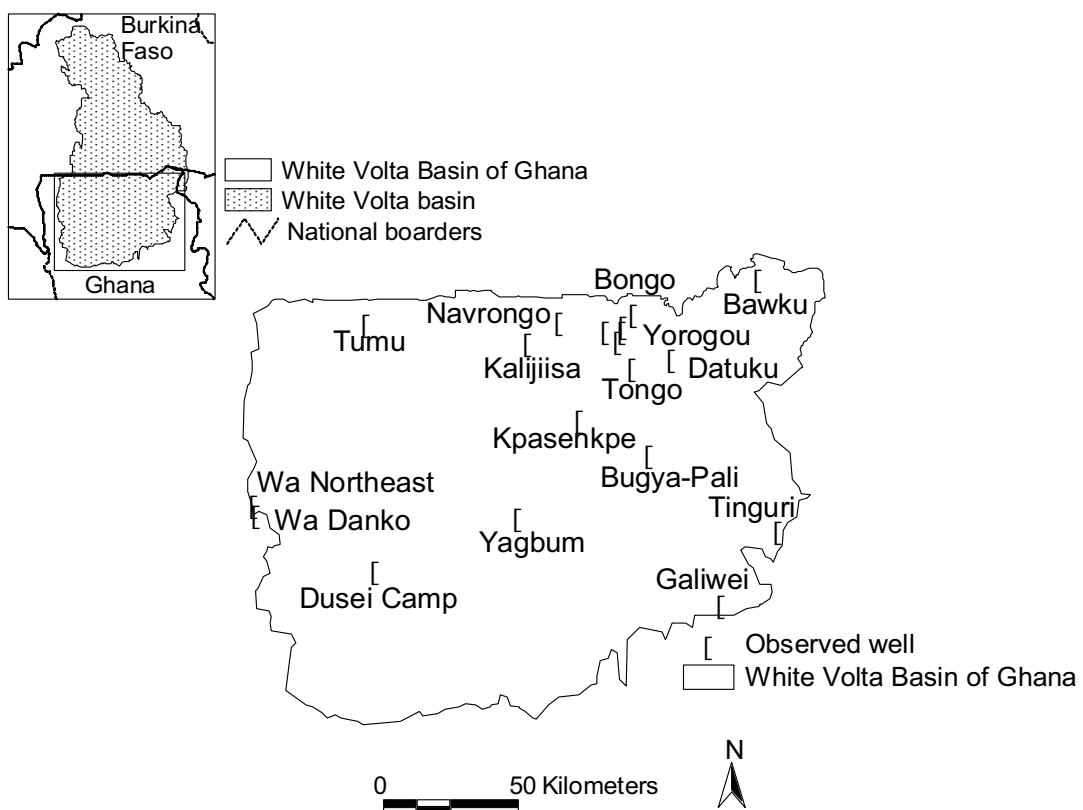 Burkina
Faso
White Volta Basin of Ghana
White Volta basin
National boarders
Ghana
Bongo
Bawku
Navrongo
Yorogou
Tumu
Kalijiisa
Datuku
Tongo
Kpasenkpe
Bugya-Pali
Wa Northeast
Tinguri
Wa Danko
Yagbum
Galiwei
Dusei Camp
Observed well
White Volta Basin of Ghana
N
0 50 Kilometers